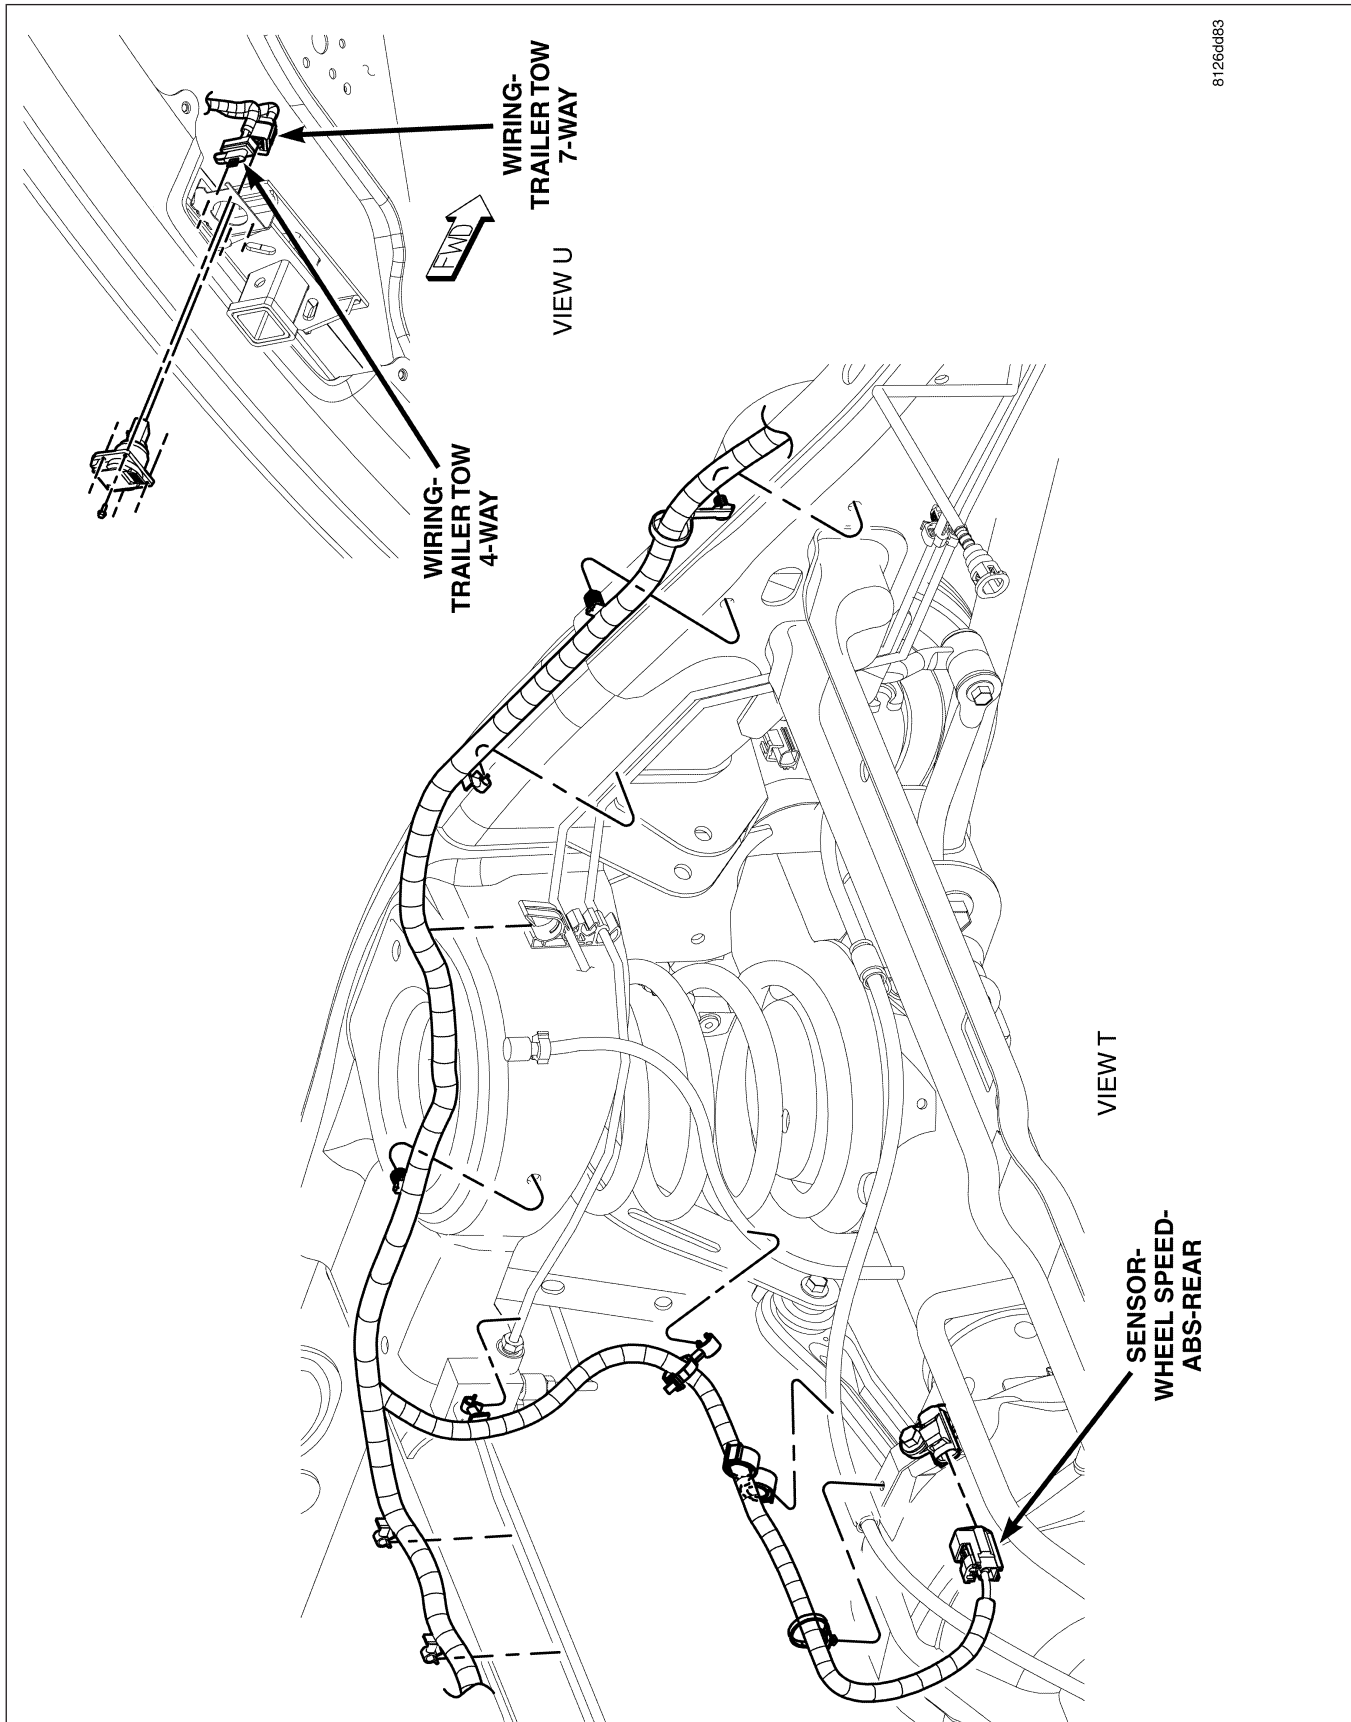 8126dd83
WIRING-
TRAILER TOW
7-WAY
FWD
VIEW U
WIRING-
TRAILER TOW
4-WAY
VIEW T
SENSOR-
WHEEL SPEED-
ABS-REAR